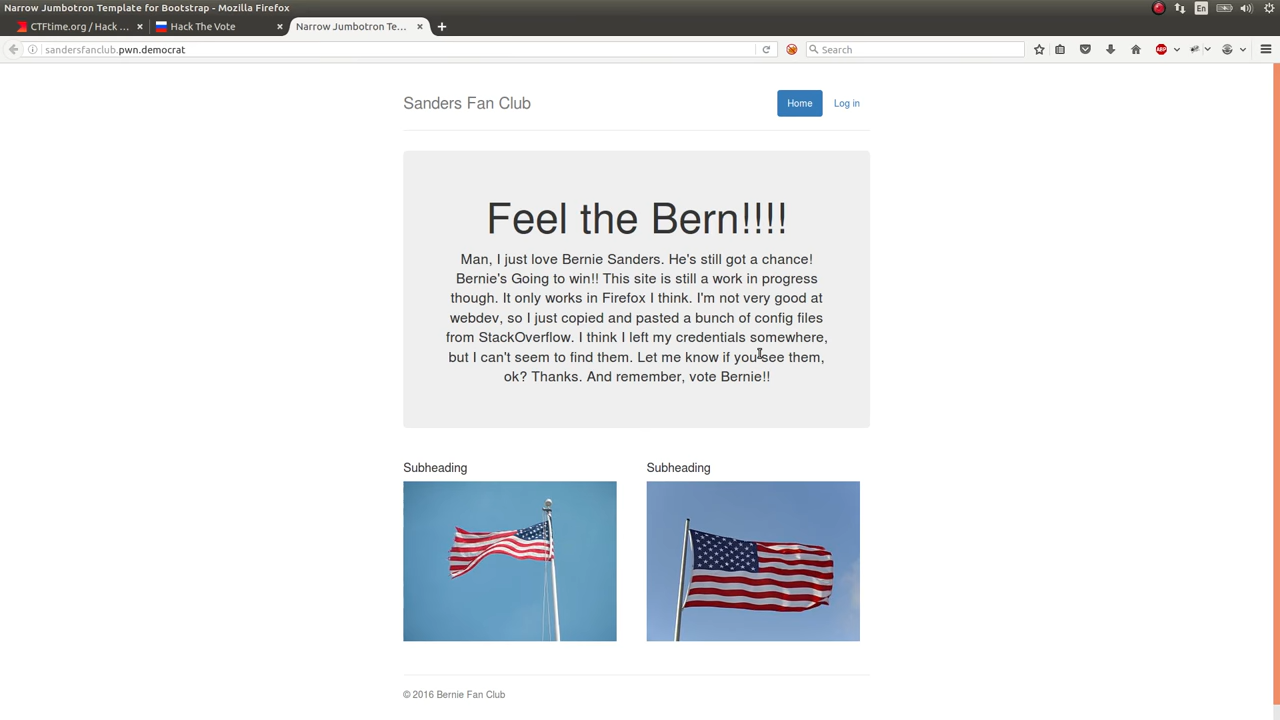 Narrow Jumbotron Template for Bootstrap - Mozilla Firefox
En
CTFtime.org / Hack ...
Hack The Vote
Narrow Jumbotron Te...
sandersfanclub.pwn.democrat
Search
ABP
Sanders Fan Club
Home
Log in
Feel the Bern!!!!
Man, I just love Bernie Sanders. He's still got a chance!
Bernie's Going to win!! This site is still a work in progress
though. It only works in Firefox I think. I'm not very good at
webdev, so I just copied and pasted a bunch of config files
from StackOverflow. I think I left my credentials somewhere,
but I can't seem to find them. Let me know if you see them,
ok? Thanks. And remember, vote Bernie!!
Subheading
Subheading
© 2016 Bernie Fan Club